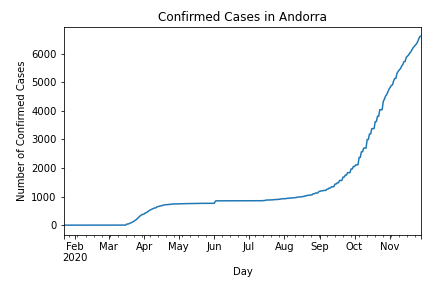 Confirmed Cases in Andorra
Number of Confirmed Cases
6000
5000
4000
3000
2000
1000
0
Feb Mar Apr May Jun Jul Aug Sep Oct Nov
2020
Day